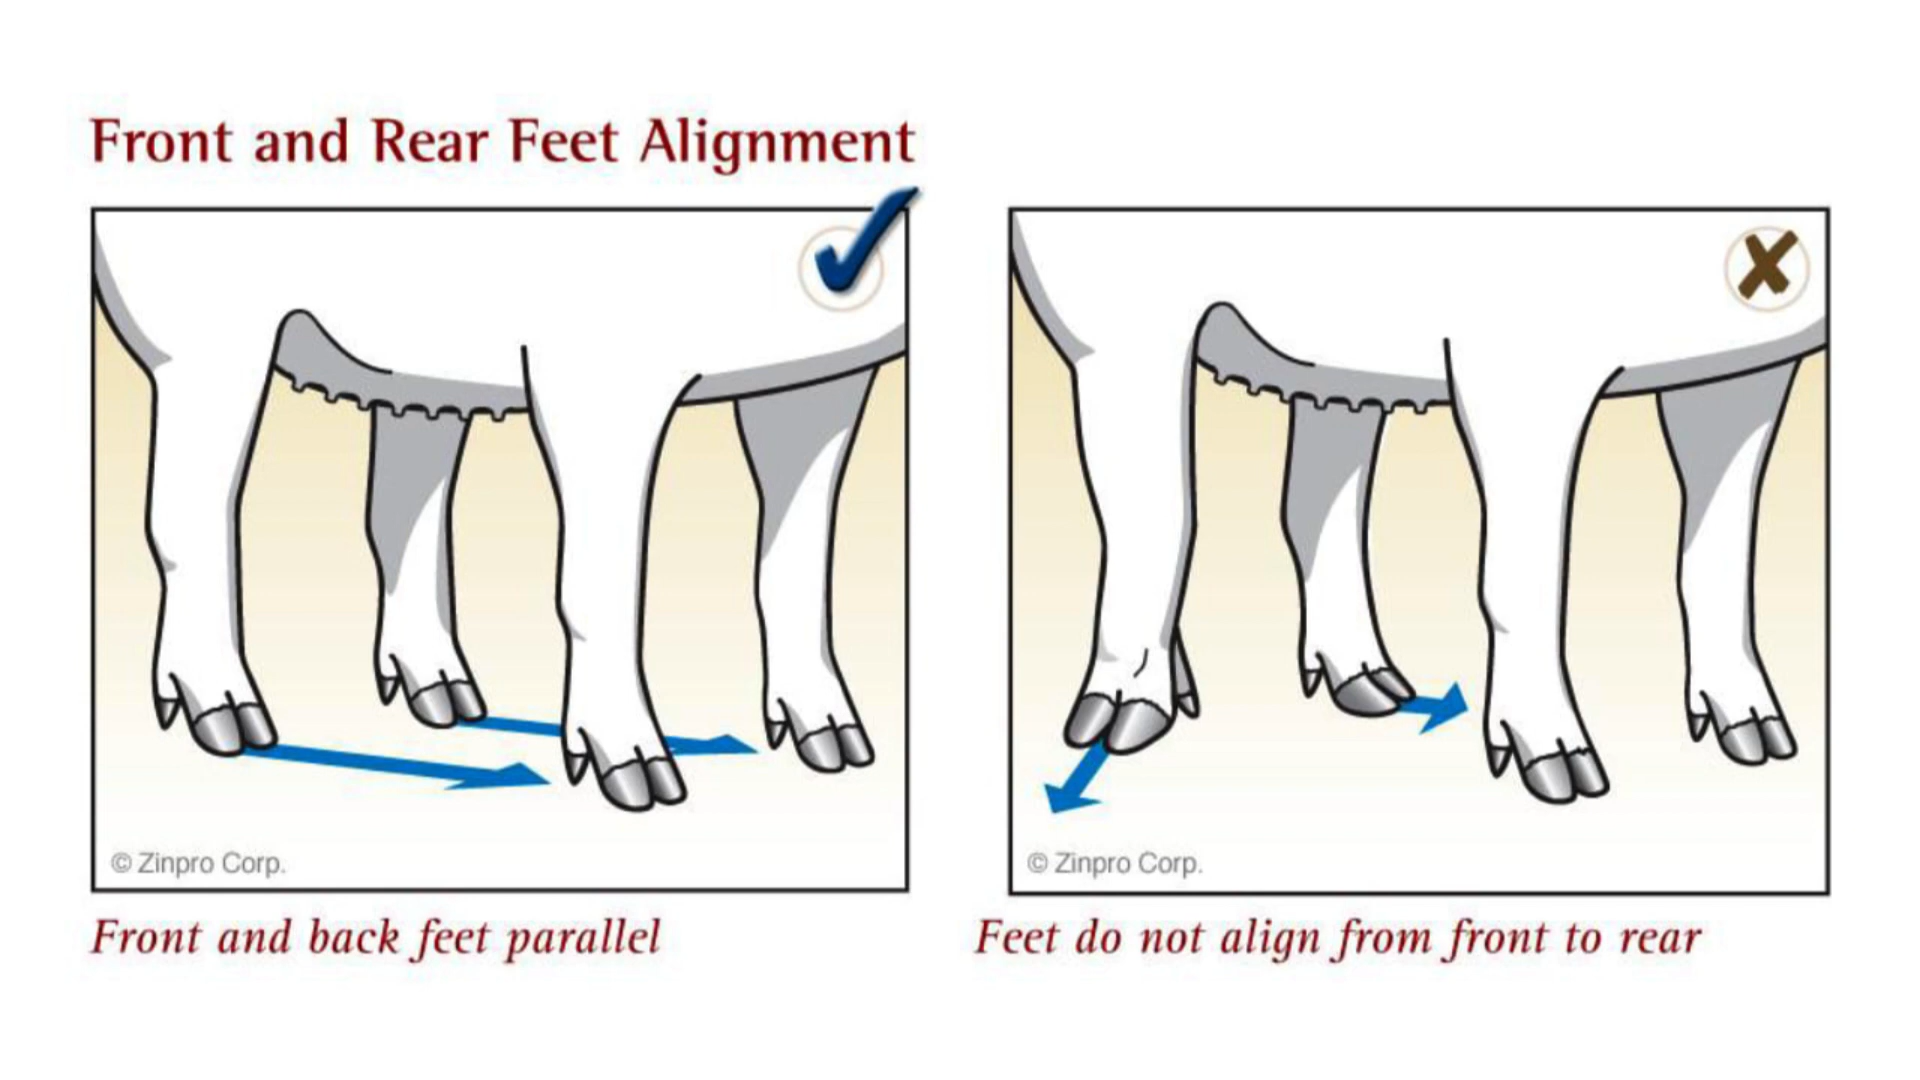 Front and Rear Feet Alignment
© Zinpro Corp.
© Zinpro Corp.
Front and back feet parallel
Feet do not align from front to rear